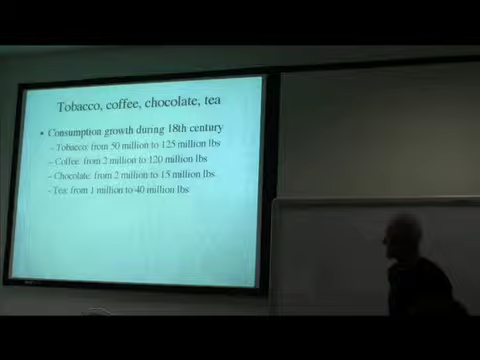 Tobacco, coffee, chocolate, tea
• Consumption growth during 18th century
– Tobacco: from 50 million to 125 million lbs
– Coffee: from 2 million to 120 million lbs
– Chocolate: from 2 million to 15 million lbs
– Tea: from 1 million to 40 million lbs